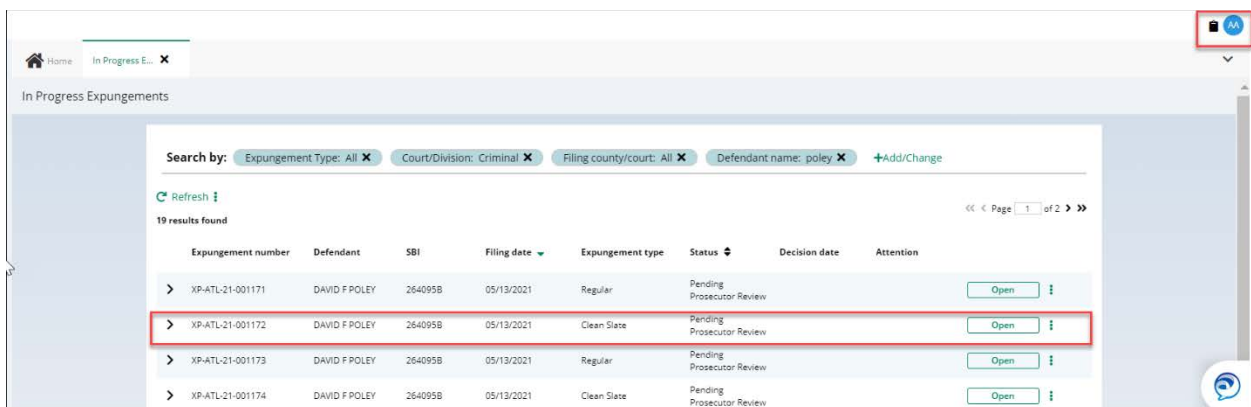 AA
Home In Progress E...
In Progress Expungements
Search by: Expungement Type: All Court/Division: Criminal Filing county/court: All Defendant name: poley +Add/Change
Refresh
Page 1 of 2
19 results found
Expungement number Defendant SBI Filing date Expungement type Status Decision date Attention
XP-ATL-21-001171 DAVID F POLEY 264095B 05/13/2021 Regular Pending Open
Prosecutor Review
XP-ATL-21-001172 DAVID F POLEY 264095B 05/13/2021 Clean Slate Pending Open
Prosecutor Review
XP-ATL-21-001173 DAVID F POLEY 264095B 05/13/2021 Regular Pending Open
Prosecutor Review
XP-ATL-21-001174 DAVID F POLEY 264095B 05/13/2021 Clean Slate Pending Open
Prosecutor Review